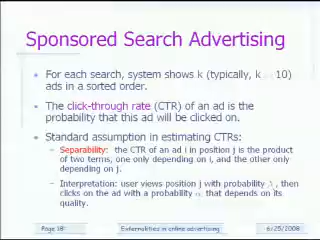 Sponsored Search Advertising
For each search, system shows k (typically, k 10)
ads in a sorted order.
The click-through rate (CTR) of an ad is the
probability that this ad will be clicked on.
Standard assumption in estimating CTRs:
– Separability: the CTR of an ad i in position j is the product
of two terms, one only depending on i, and the other only
depending on j.
– Interpretation: user views position j with probability , then
clicks on the ad with a probability that depends on its
quality.
Page 18 Externalities in online advertising 6/25/2008